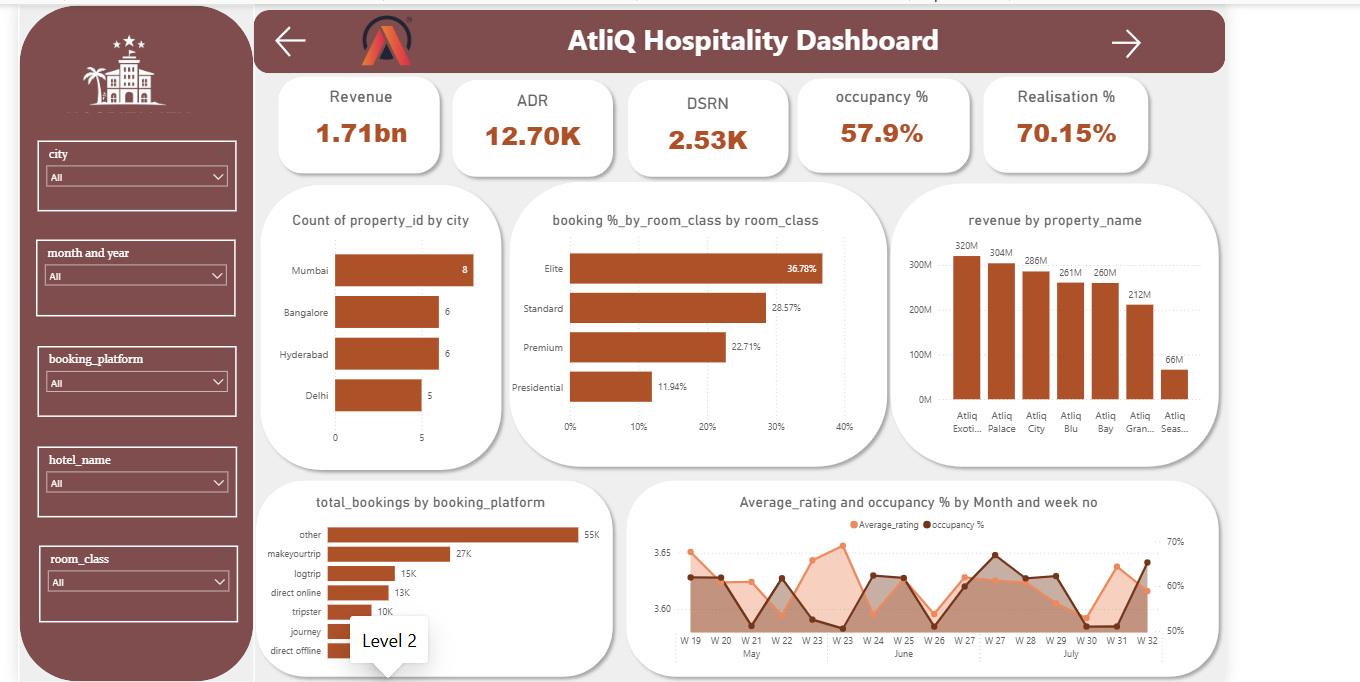 AtliQ Hospitality Dashboard
Revenue
1.71bn
ADR
12.70K
DSRN
2.53K
occupancy %
57.9%
Realisation %
70.15%
city
All
month and year
All
booking_platform
All
hotel_name
All
room_class
All
Count of property_id by city
Mumbai 8
Bangalore 6
Hyderabad 6
Delhi 5
0 5
booking %_by_room_class by room_class
Elite 36.78%
Standard 28.57%
Premium 22.71%
Presidential 11.94%
0% 10% 20% 30% 40%
revenue by property_name
320M 304M 286M 261M 260M 212M 66M
300M
200M
100M
0M
Atliq Atliq Atliq Atliq Atliq Atliq Atliq
Exoti... Palace City Blu Bay Gran... Seas...
total_bookings by booking_platform
other 55K
makeyourtrip 27K
logtrip 15K
direct online 13K
tripster 10K
journey
direct offline
Level 2
Average_rating and occupancy % by Month and week no
Average_rating occupancy %
3.65
3.60
70%
60%
50%
W 19 W 20 W 21 W 22 W 23 W 23 W 24 W 25 W 26 W 27 W 27 W 28 W 29 W 30 W 31 W 32
May June July